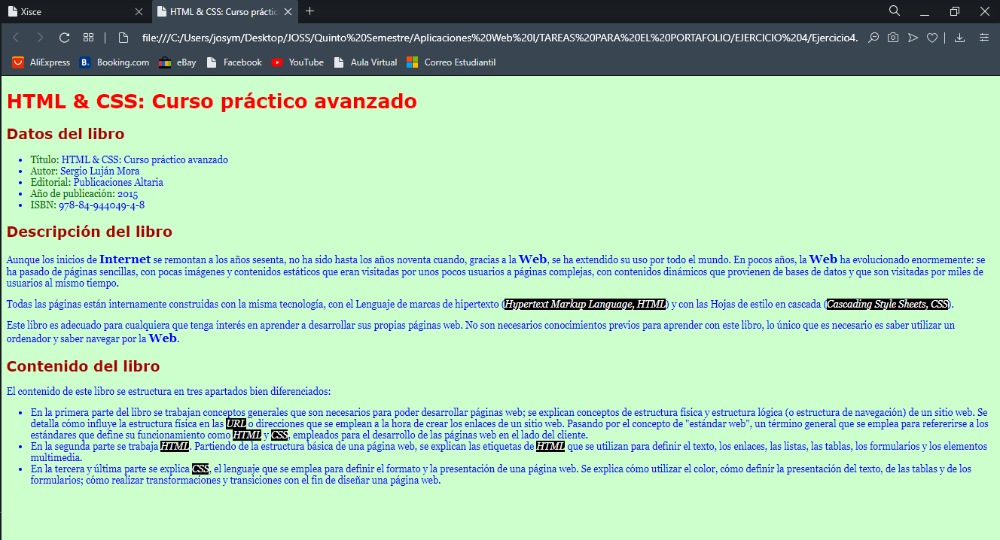 Xisce
HTML & CSS: Curso práctic
file:///C:/Users/josym/Desktop/JOSS/Quinto%20Semestre/Aplicaciones%20Web%20I/TAREAS%20PARA%20EL%20PORTAFOLIO/EJERCICIO%204/Ejercicio4.
AliExpress B. Booking.com eBay Facebook YouTube Aula Virtual Correo Estudiantil
HTML & CSS: Curso práctico avanzado
Datos del libro
• Título: HTML & CSS: Curso práctico avanzado
• Autor: Sergio Luján Mora
• Editorial: Publicaciones Altaria
• Año de publicación: 2015
• ISBN: 978-84-944049-4-8
Descripción del libro
Aunque los inicios de Internet se remontan a los años sesenta, no ha sido hasta los años noventa cuando, gracias a la Web, se ha extendido su uso por todo el mundo. En pocos años, la Web ha evolucionado enormemente: se
ha pasado de páginas sencillas, con pocas imágenes y contenidos estáticos que eran visitadas por unos pocos usuarios a páginas complejas, con contenidos dinámicos que provienen de bases de datos y que son visitadas por miles de
usuarios al mismo tiempo.
Todas las páginas están internamente construidas con la misma tecnología, con el Lenguaje de marcas de hipertexto (Hypertext Markup Language, HTML) y con las Hojas de estilo en cascada (Cascading Style Sheets, CSS).
Este libro es adecuado para cualquiera que tenga interés en aprender a desarrollar sus propias páginas web. No son necesarios conocimientos previos para aprender con este libro, lo único que es necesario es saber utilizar un
ordenador y saber navegar por la Web.
Contenido del libro
El contenido de este libro se estructura en tres apartados bien diferenciados:
• En la primera parte del libro se trabajan conceptos generales que son necesarios para poder desarrollar páginas web; se explican conceptos de estructura física y estructura lógica (o estructura de navegación) de un sitio web. Se
detalla cómo influye la estructura física en las URL o direcciones que se emplean a la hora de crear los enlaces de un sitio web. Pasando por el concepto de "estándar web", un término general que se emplea para refererirse a los
estándares que define su funcionamiento como HTML y CSS, empleados para el desarrollo de las páginas web en el lado del cliente.
• En la segunda parte se trabaja HTML. Partiendo de la estructura básica de una página web, se explican las etiquetas de HTML que se utilizan para definir el texto, los enlaces, las listas, las tablas, los formularios y los elementos
multimedia.
• En la tercera y última parte se explica CSS, el lenguaje que se emplea para definir el formato y la presentación de una página web. Se explica cómo utilizar el color, cómo definir la presentación del texto, de las tablas y de los
formularios; cómo realizar transformaciones y transiciones con el fin de diseñar una página web.